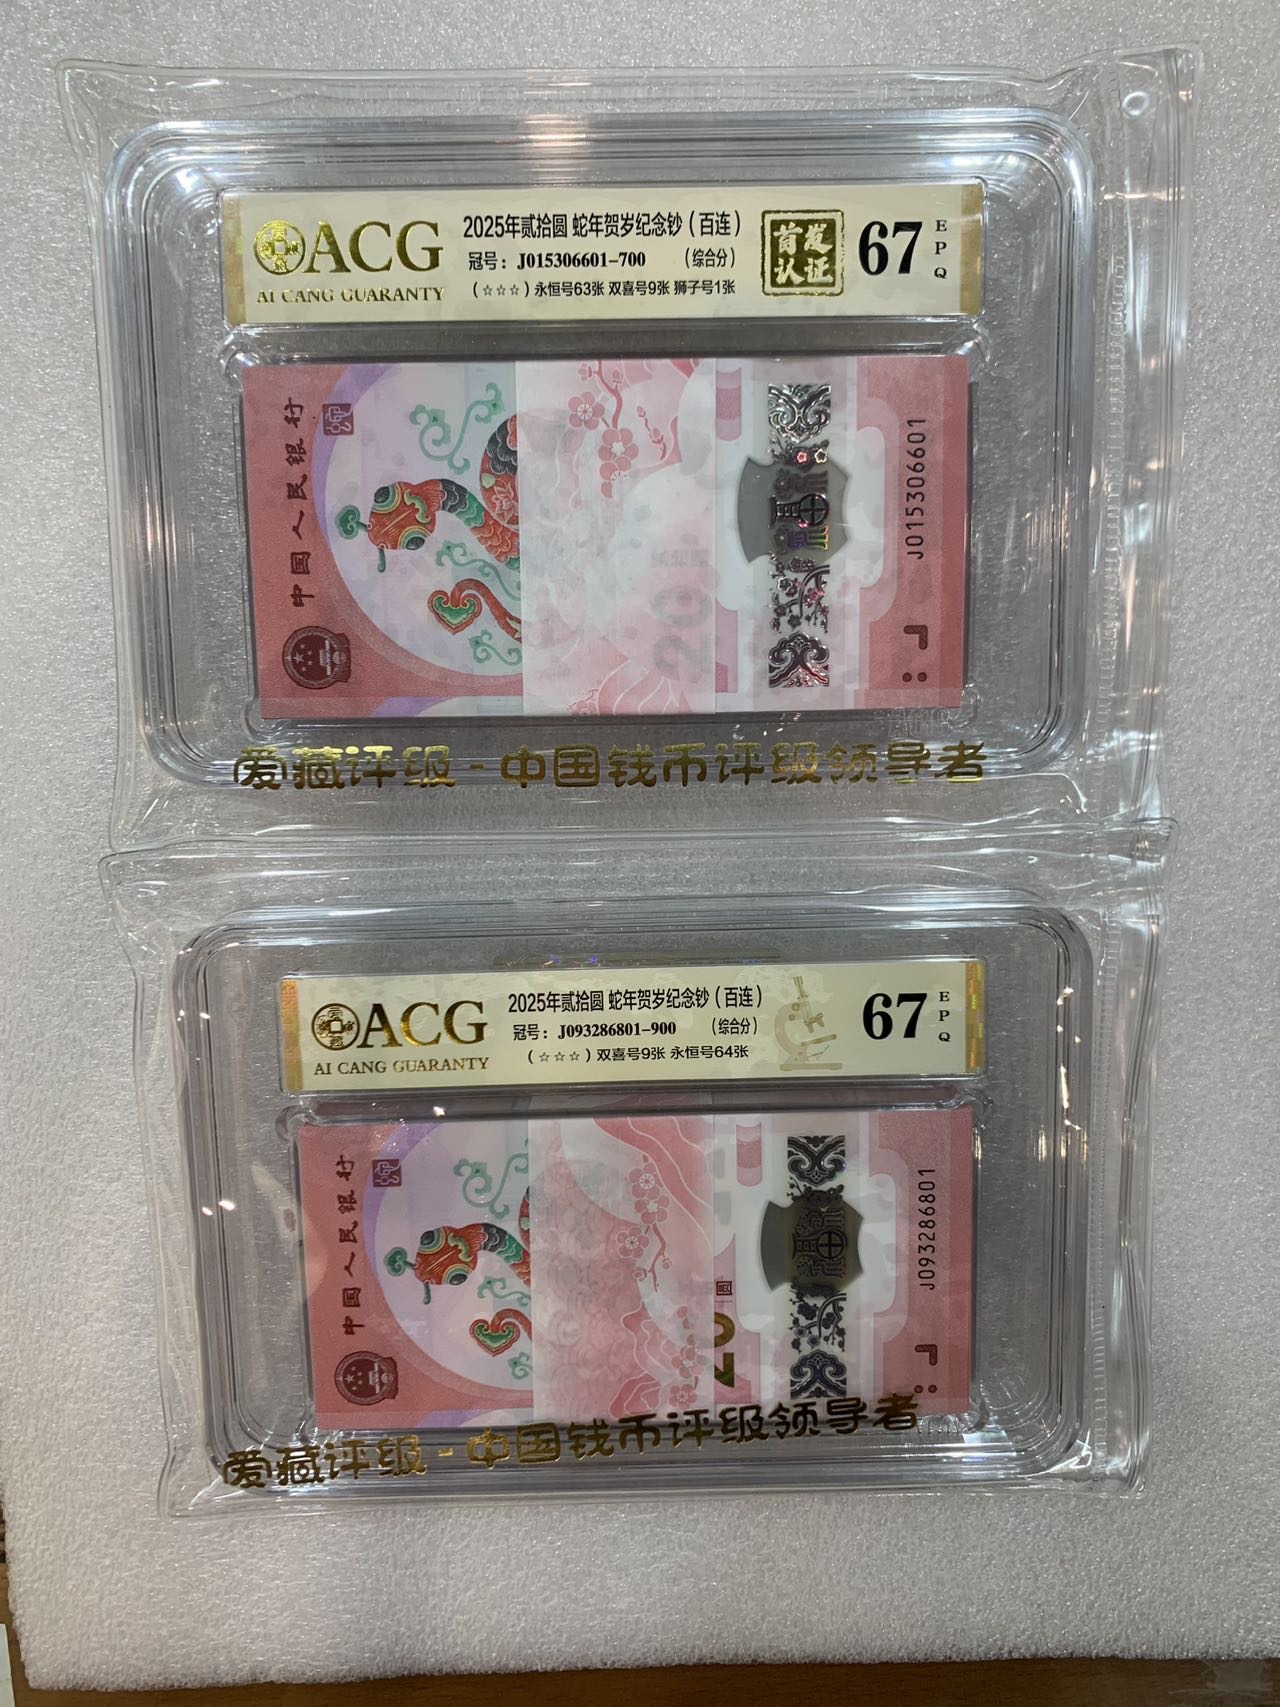 ACG
AI CANG GUARANTY
2025年贰拾圆 蛇年贺岁纪念钞(百连)
冠号: J015306601-700 (综合分)
(☆☆☆)永恒号63张 双喜号9张 狮子号1张
首发认证
67
EPQ
中国人民银行
J015306601
爱藏评级-中国钱币评级领导者
ACG
AI CANG GUARANTY
2025年贰拾圆 蛇年贺岁纪念钞(百连)
冠号: J093286801-900 (综合分)
(☆☆☆)双喜号9张 永恒号64张
67
EPQ
中国人民银行
圆
20
J093286801
爱藏评级-中国钱币评级领导者